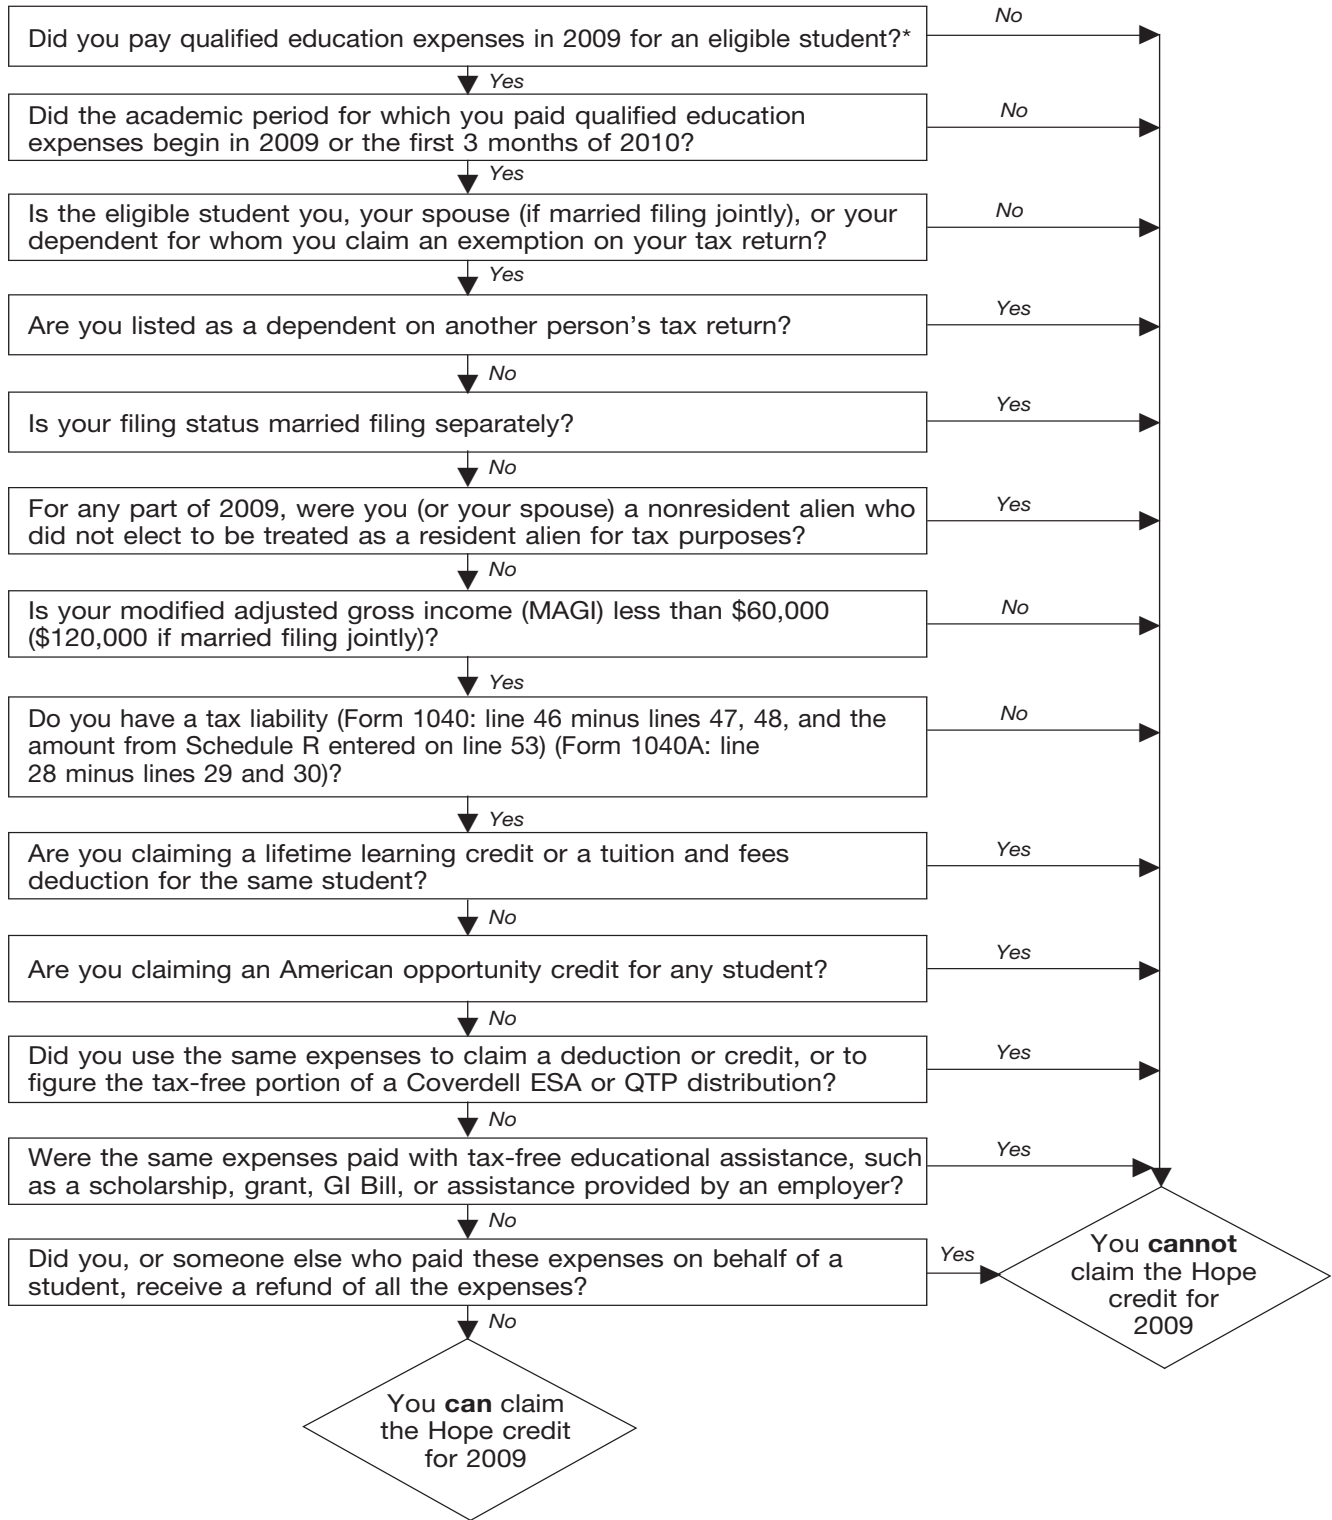 Did you pay qualified education expenses in 2009 for an eligible student?*
No
Yes
Did the academic period for which you paid qualified education
expenses begin in 2009 or the first 3 months of 2010?
No
Yes
Is the eligible student you, your spouse (if married filing jointly), or your
dependent for whom you claim an exemption on your tax return?
No
Yes
Are you listed as a dependent on another person’s tax return?
Yes
No
Is your filing status married filing separately?
Yes
No
For any part of 2009, were you (or your spouse) a nonresident alien who
did not elect to be treated as a resident alien for tax purposes?
Yes
No
Is your modified adjusted gross income (MAGI) less than $60,000
($120,000 if married filing jointly)?
No
Yes
Do you have a tax liability (Form 1040: line 46 minus lines 47, 48, and the
amount from Schedule R entered on line 53) (Form 1040A: line
28 minus lines 29 and 30)?
No
Yes
Are you claiming a lifetime learning credit or a tuition and fees
deduction for the same student?
Yes
No
Are you claiming an American opportunity credit for any student?
Yes
No
Did you use the same expenses to claim a deduction or credit, or to
figure the tax-free portion of a Coverdell ESA or QTP distribution?
Yes
No
Were the same expenses paid with tax-free educational assistance, such
as a scholarship, grant, GI Bill, or assistance provided by an employer?
Yes
No
Did you, or someone else who paid these expenses on behalf of a
student, receive a refund of all the expenses?
Yes
No
You cannot
claim the Hope
credit for
2009
You can claim
the Hope credit
for 2009